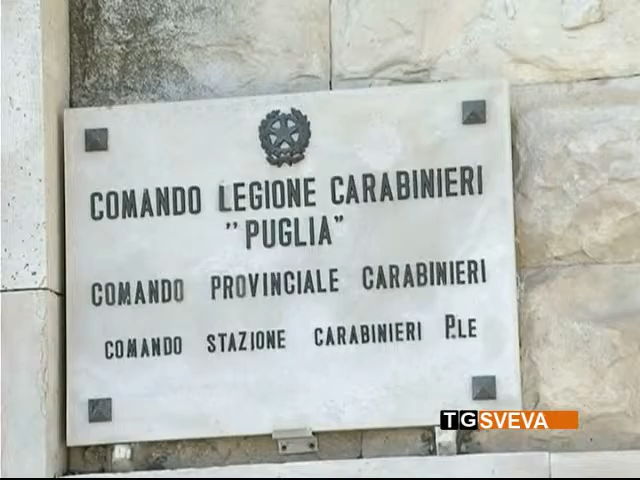 COMANDO LEGIONE CARABINIERI
"PUGLIA"
COMANDO PROVINCIALE CARABINIERI
COMANDO STAZIONE CARABINIERI P.LE
TGSVEVA